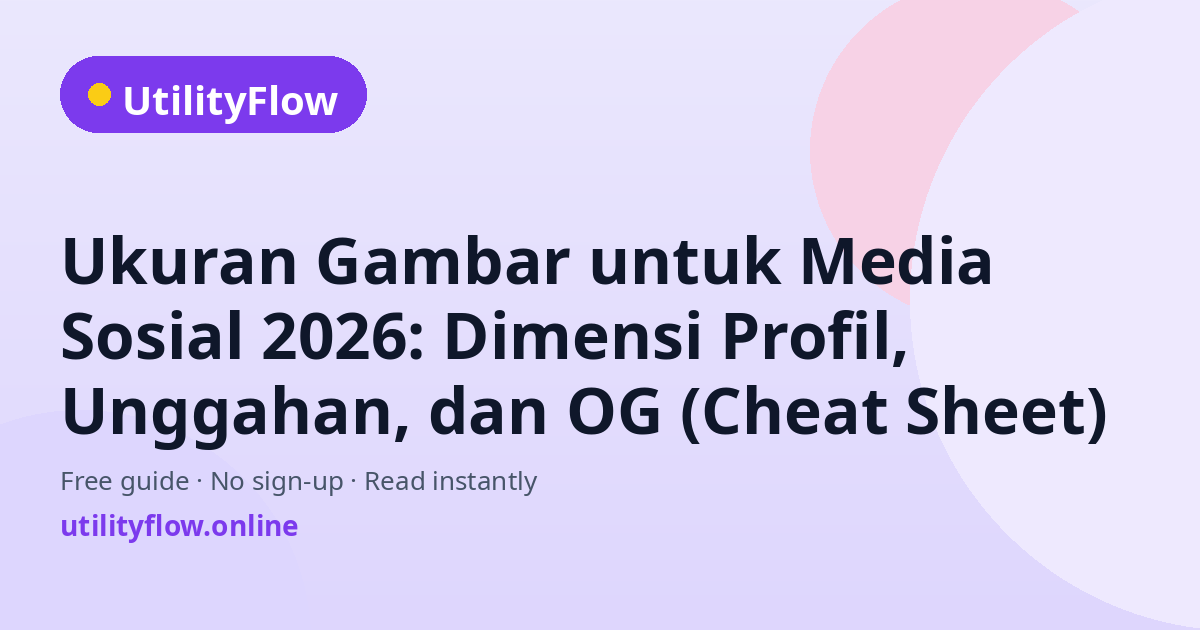 UtilityFlow
Ukuran Gambar untuk Media
Sosial 2026: Dimensi Profil,
Unggahan, dan OG (Cheat Sheet)
Free guide · No sign-up · Read instantly
utilityflow.online